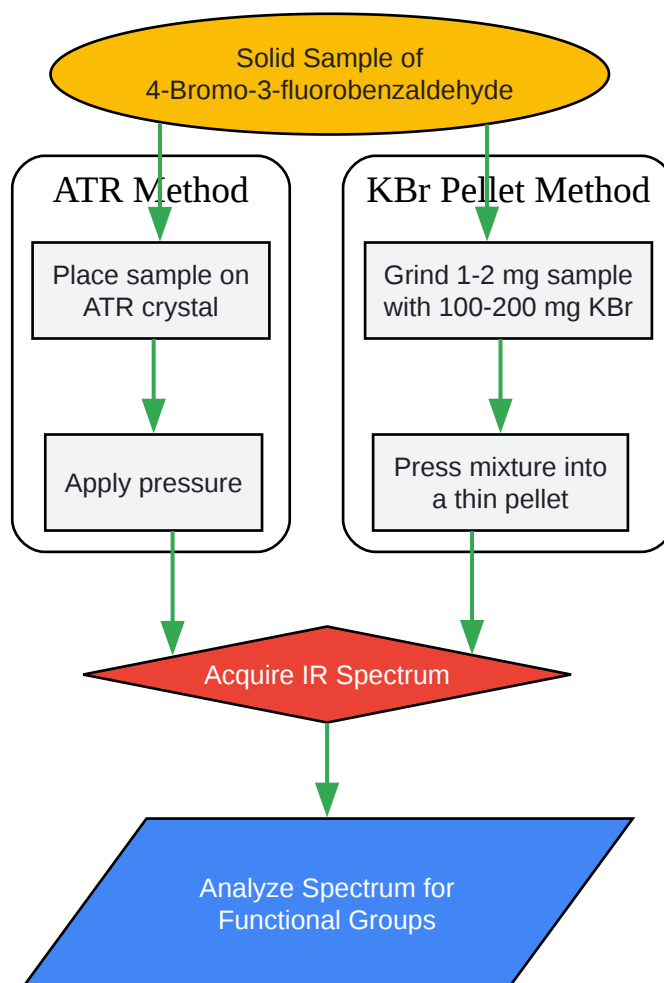 Solid Sample of
4-Bromo-3-fluorobenzaldehyde
ATR Method
Place sample on
ATR crystal
Apply pressure
KBr Pellet Method
Grind 1-2 mg sample
with 100-200 mg KBr
Press mixture into
a thin pellet
Acquire IR Spectrum
Analyze Spectrum for
Functional Groups